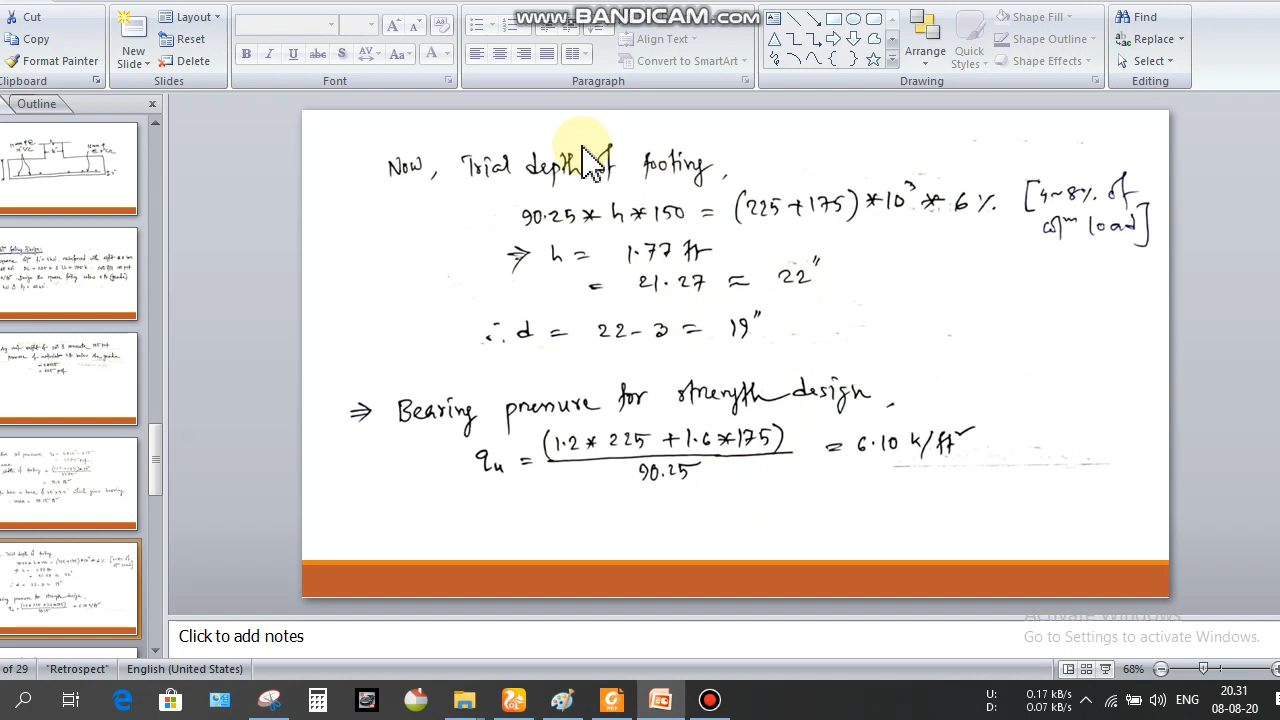 Cut
Copy
Format Painter
Clipboard
New
Slide
Layout
Reset
Delete
Slides
B I U abc S AV Aa A
Font
www.BANDICAM.com
Align Text
Convert to SmartArt
Paragraph
Arrange
Quick
Styles
Shape Fill
Shape Outline
Shape Effects
Drawing
Find
Replace
Select
Editing
Outline
Now, Trial depth of footing,
90.25 * h * 150 = (225+175) * 10³ * 6 % [4~8% of
colᵐ load]
⇒ h = 1.77 ft
= 21.27 ≈ 22"
∴ d = 22 - 3 = 19"
⇒ Bearing pressure for strength design,
qu = (1.2 * 225 + 1.6 * 175) / 90.25 = 6.10 k/ft²
Click to add notes
Activate Windows
Go to Settings to activate Windows.
of 29
"Retrospect"
English (United States)
68%
U: 0.17 kB/s
D: 0.07 kB/s
ENG
20.31
08-08-20